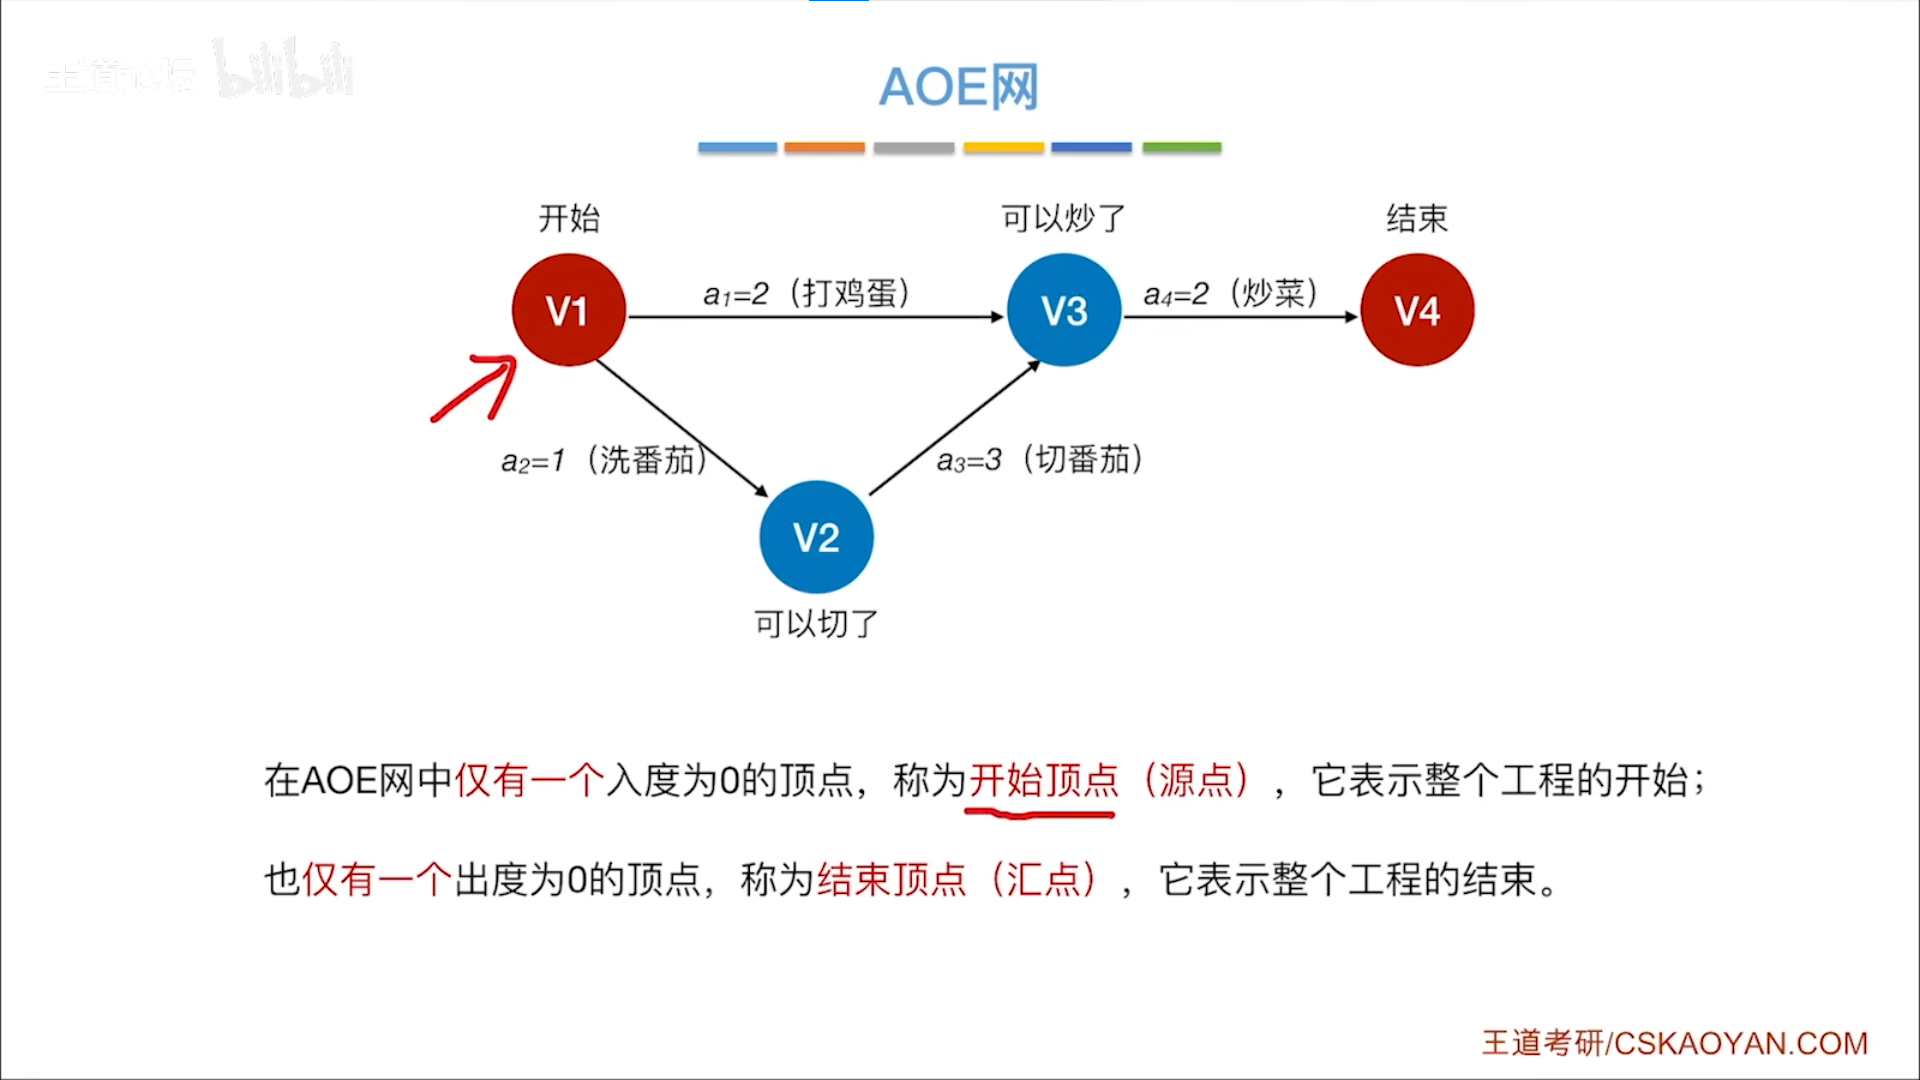 王道论坛 bilibili
AOE网
开始
可以炒了
结束
V1
a1=2（打鸡蛋）
V3
a4=2（炒菜）
V4
a2=1（洗番茄）
a3=3（切番茄）
V2
可以切了
在AOE网中仅有一个入度为0的顶点，称为开始顶点（源点），它表示整个工程的开始；
也仅有一个出度为0的顶点，称为结束顶点（汇点），它表示整个工程的结束。
王道考研/CSKAOYAN.COM